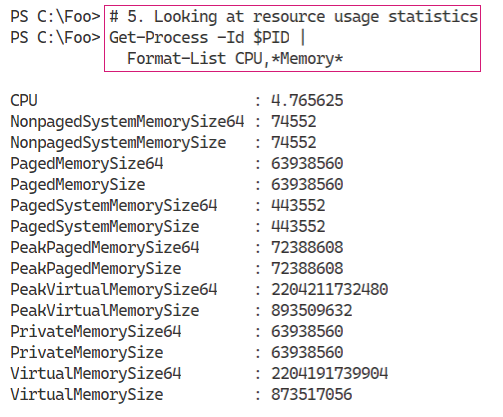 PS C:\Foo> # 5. Looking at resource usage statistics
PS C:\Foo> Get-Process -Id $PID |
  Format-List CPU,*Memory*
CPU                        : 4.765625
NonpagedSystemMemorySize64 : 74552
NonpagedSystemMemorySize   : 74552
PagedMemorySize64          : 63938560
PagedMemorySize            : 63938560
PagedSystemMemorySize64    : 443552
PagedSystemMemorySize      : 443552
PeakPagedMemorySize64      : 72388608
PeakPagedMemorySize        : 72388608
PeakVirtualMemorySize64    : 2204211732480
PeakVirtualMemorySize      : 893509632
PrivateMemorySize64        : 63938560
PrivateMemorySize          : 63938560
VirtualMemorySize64        : 2204191739904
VirtualMemorySize          : 873517056